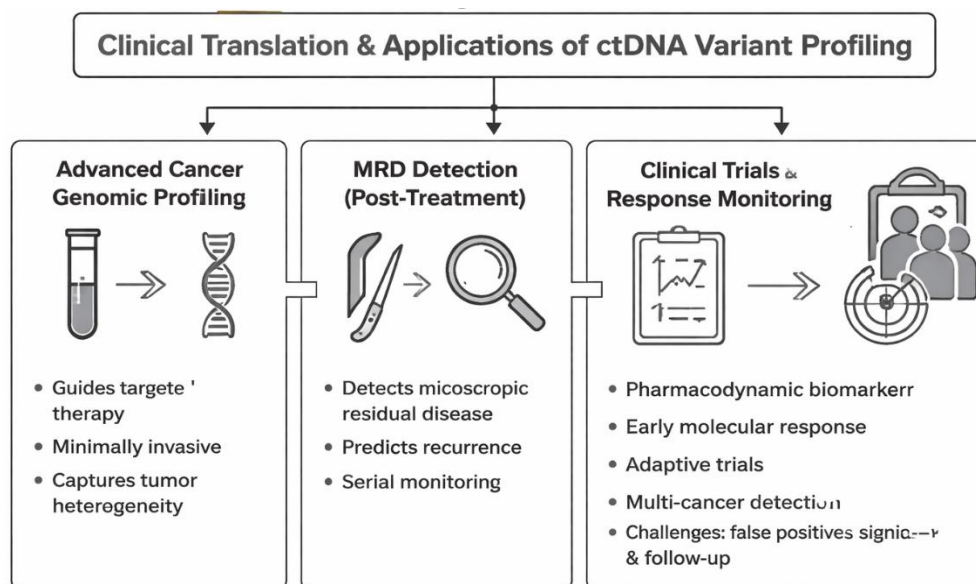 Clinical Translation & Applications of ctDNA Variant Profiling
Advanced Cancer
Genomic Profiling
• Guides targete '
therapy
• Minimally invasive
• Captures tumor
heterogeneity
MRD Detection
(Post-Treatment)
• Detects micoscropic
residual disease
• Predicts recurrence
• Serial monitoring
Clinical Trials &
Response Monitoring
• Pharmacodynamic biomarkerr
• Early molecular response
• Adaptive trials
• Multi-cancer detection
• Challenges: false positives
& follow-up